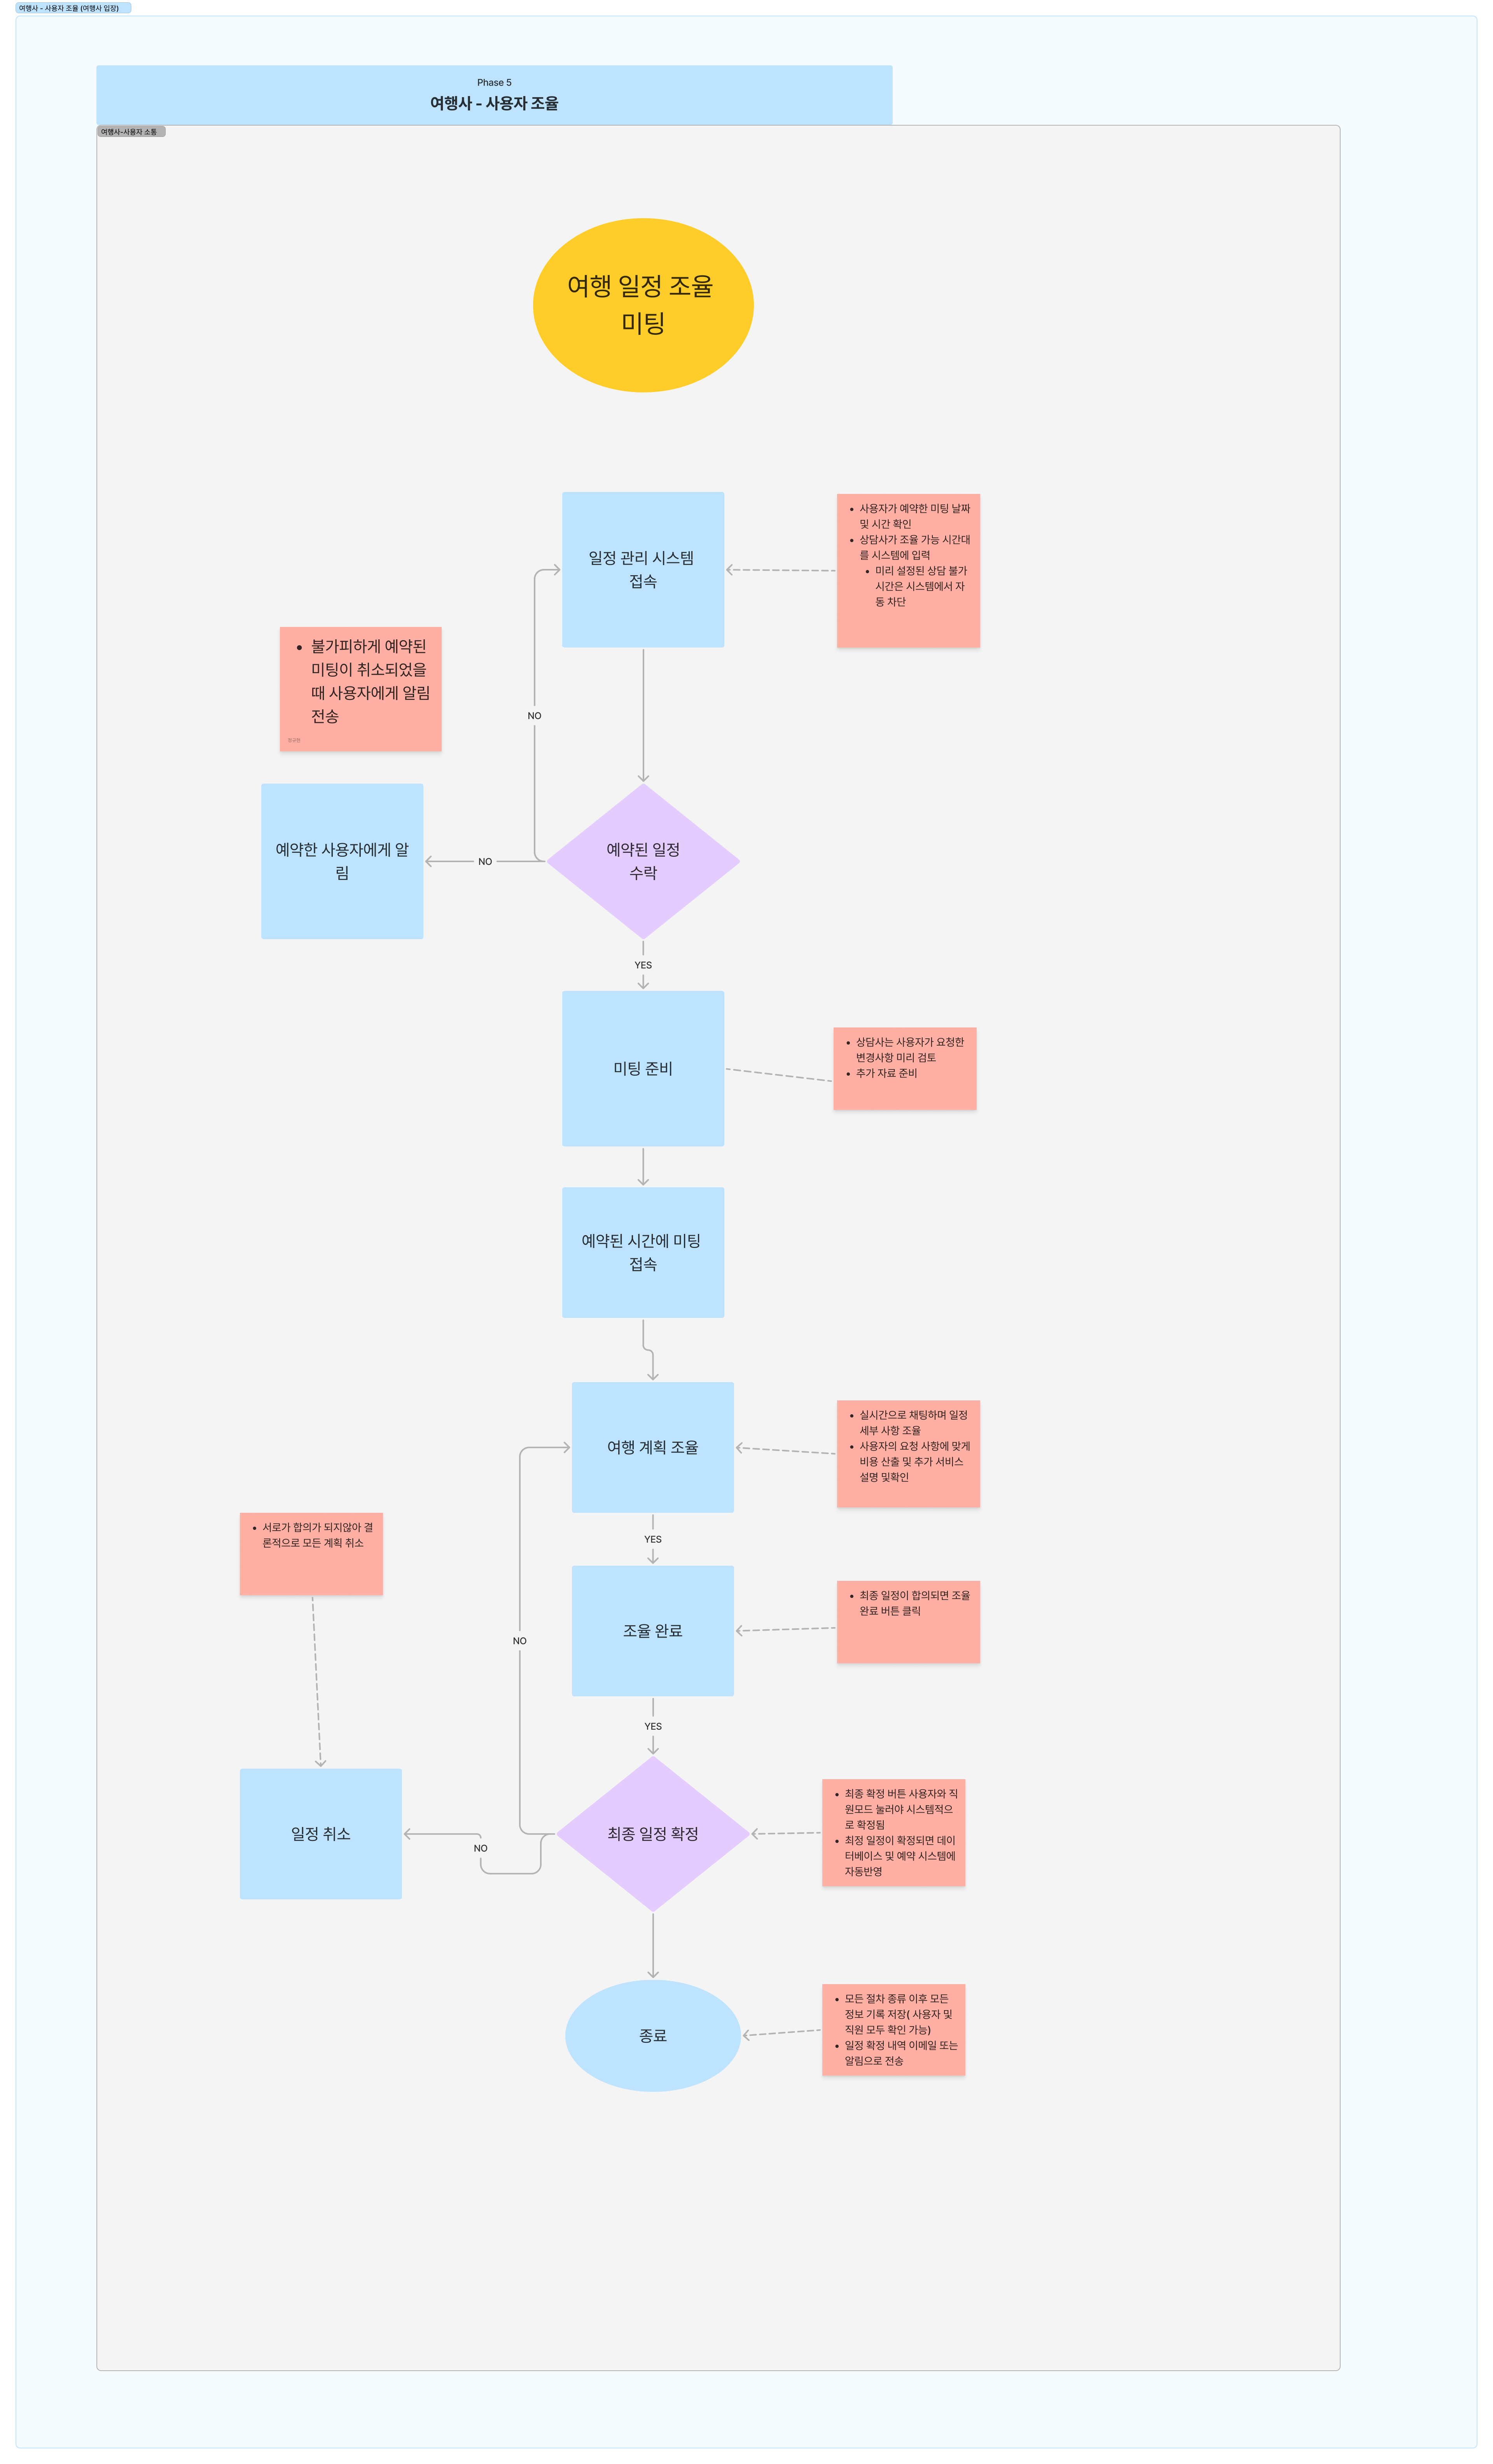 여행사 - 사용자 조율 (여행사 입장)
Phase 5
여행사 - 사용자 조율
여행사-사용자 소통
여행 일정 조율
미팅
일정 관리 시스템
접속
• 사용자가 예약한 미팅 날짜
및 시간 확인
• 상담사가 조율 가능 시간대
를 시스템에 입력
• 미리 설정된 상담 불가
시간은 시스템에서 자
동 차단
• 불가피하게 예약된
미팅이 취소되었을
때 사용자에게 알림
전송
NO
예약한 사용자에게 알
림
NO
예약된 일정
수락
YES
미팅 준비
• 상담사는 사용자가 요청한
변경사항 미리 검토
• 추가 자료 준비
예약된 시간에 미팅
접속
여행 계획 조율
• 실시간으로 채팅하며 일정
세부 사항 조율
• 사용자의 요청 사항에 맞게
비용 산출 및 추가 서비스
설명 및확인
YES
• 서로가 합의가 되지않아 결
론적으로 모든 계획 취소
조율 완료
• 최종 일정이 합의되면 조율
완료 버튼 클릭
NO
YES
일정 취소
NO
최종 일정 확정
• 최종 확정 버튼 사용자와 직
원모드 눌러야 시스템적으
로 확정됨
• 최정 일정이 확정되면 데이
터베이스 및 예약 시스템에
자동반영
종료
• 모든 절차 종류 이후 모든
정보 기록 저장( 사용자 및
직원 모두 확인 가능)
• 일정 확정 내역 이메일 또는
알림으로 전송